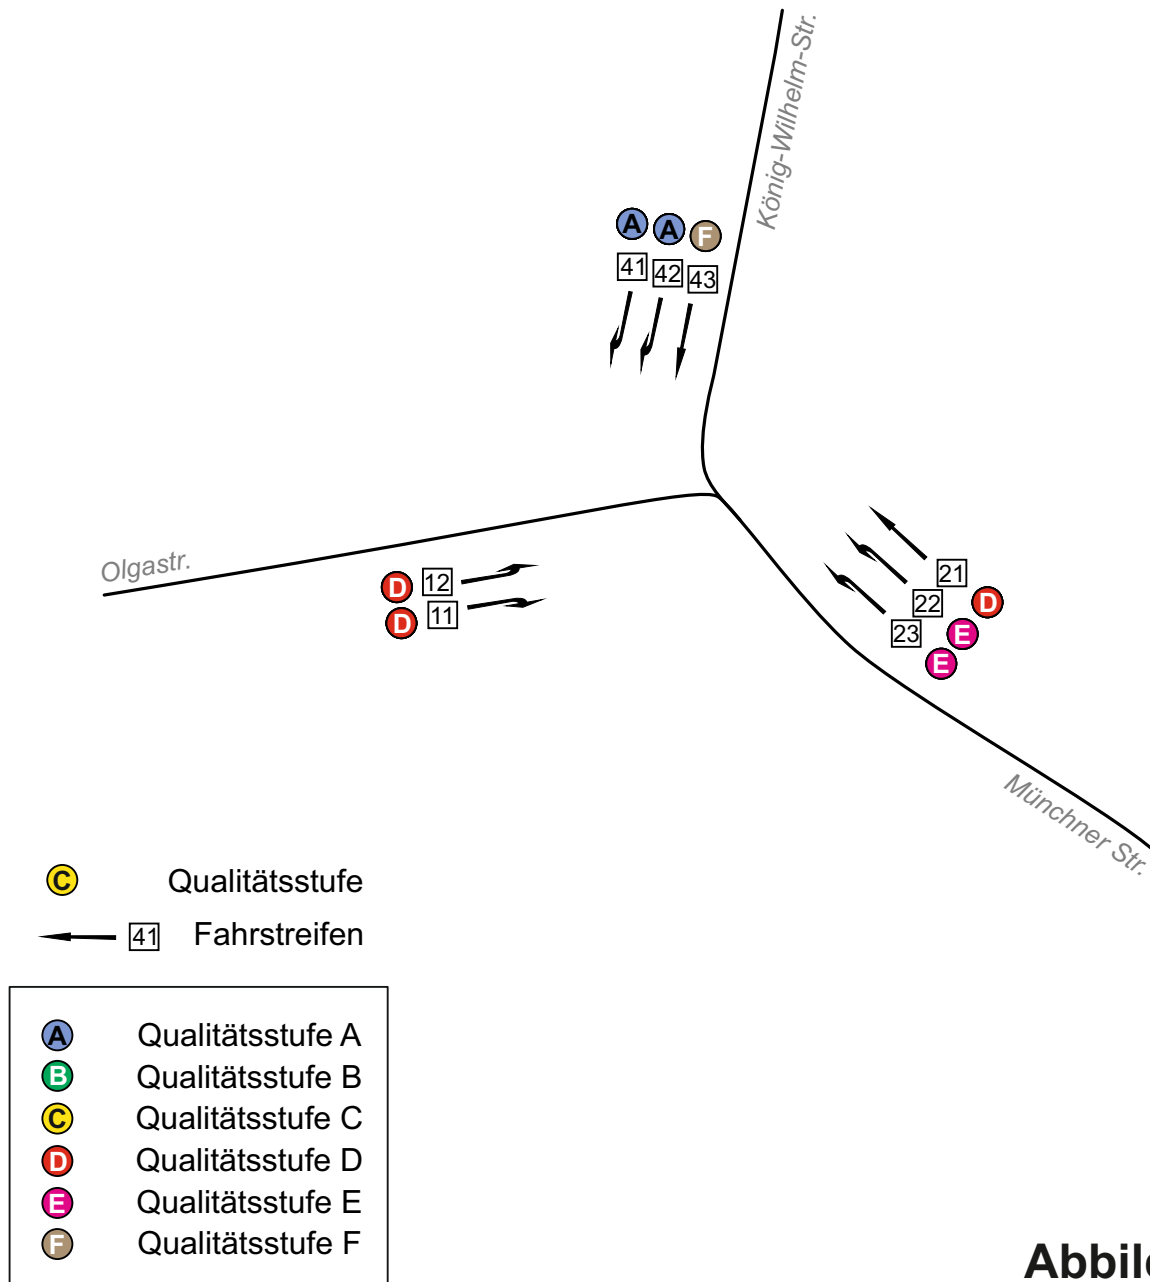 König-Wilhelm-Str.
A A F
41 42 43
Olgastr.
D 12
D 11
21 D
22 E
23 E
Münchner Str.
C Qualitätsstufe
41 Fahrstreifen
A Qualitätsstufe A
B Qualitätsstufe B
C Qualitätsstufe C
D Qualitätsstufe D
E Qualitätsstufe E
F Qualitätsstufe F